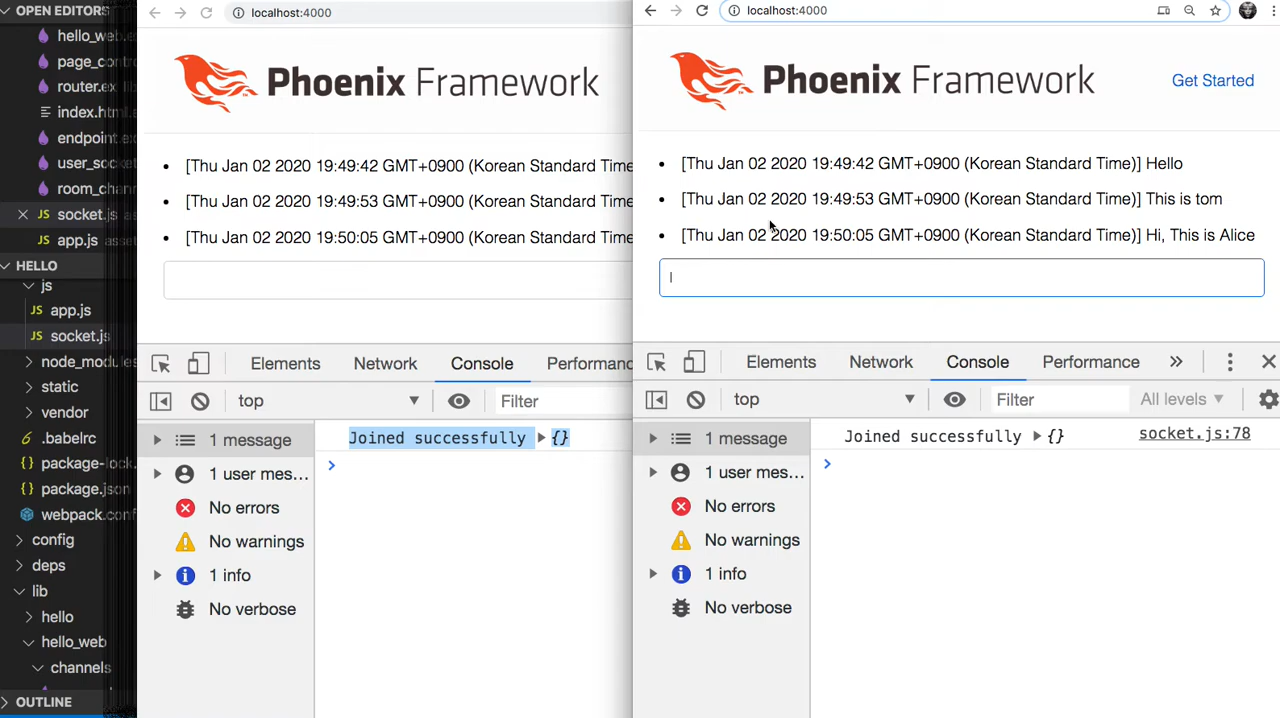 OPEN EDITORS
hello_web.e
page_contr
router.ex lib
index.html.e
endpoint.ex
user_socket
room_chann
socket.js as
app.js asset
HELLO
js
app.js
socket.js
node_modules
static
vendor
.babelrc
package-lock.
package.json
webpack.conf
config
deps
lib
hello
hello_web
channels
OUTLINE
localhost:4000
Phoenix Framework
[Thu Jan 02 2020 19:49:42 GMT+0900 (Korean Standard Time
[Thu Jan 02 2020 19:49:53 GMT+0900 (Korean Standard Time
[Thu Jan 02 2020 19:50:05 GMT+0900 (Korean Standard Time
Elements Network Console Performanc
top Filter
1 message
1 user mes...
No errors
No warnings
1 info
No verbose
Joined successfully {}
localhost:4000
Phoenix Framework
Get Started
[Thu Jan 02 2020 19:49:42 GMT+0900 (Korean Standard Time)] Hello
[Thu Jan 02 2020 19:49:53 GMT+0900 (Korean Standard Time)] This is tom
[Thu Jan 02 2020 19:50:05 GMT+0900 (Korean Standard Time)] Hi, This is Alice
Elements Network Console Performance
top Filter All levels
1 message
1 user mes...
No errors
No warnings
1 info
No verbose
Joined successfully {} socket.js:78